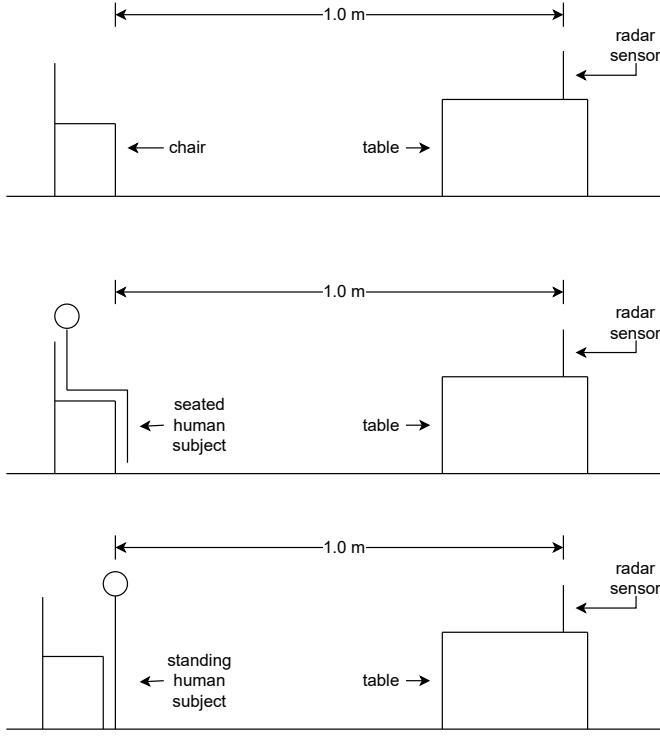 1.0 m
radar
sensor
chair
table
1.0 m
radar
sensor
seated
human
subject
table
1.0 m
radar
sensor
standing
human
subject
table